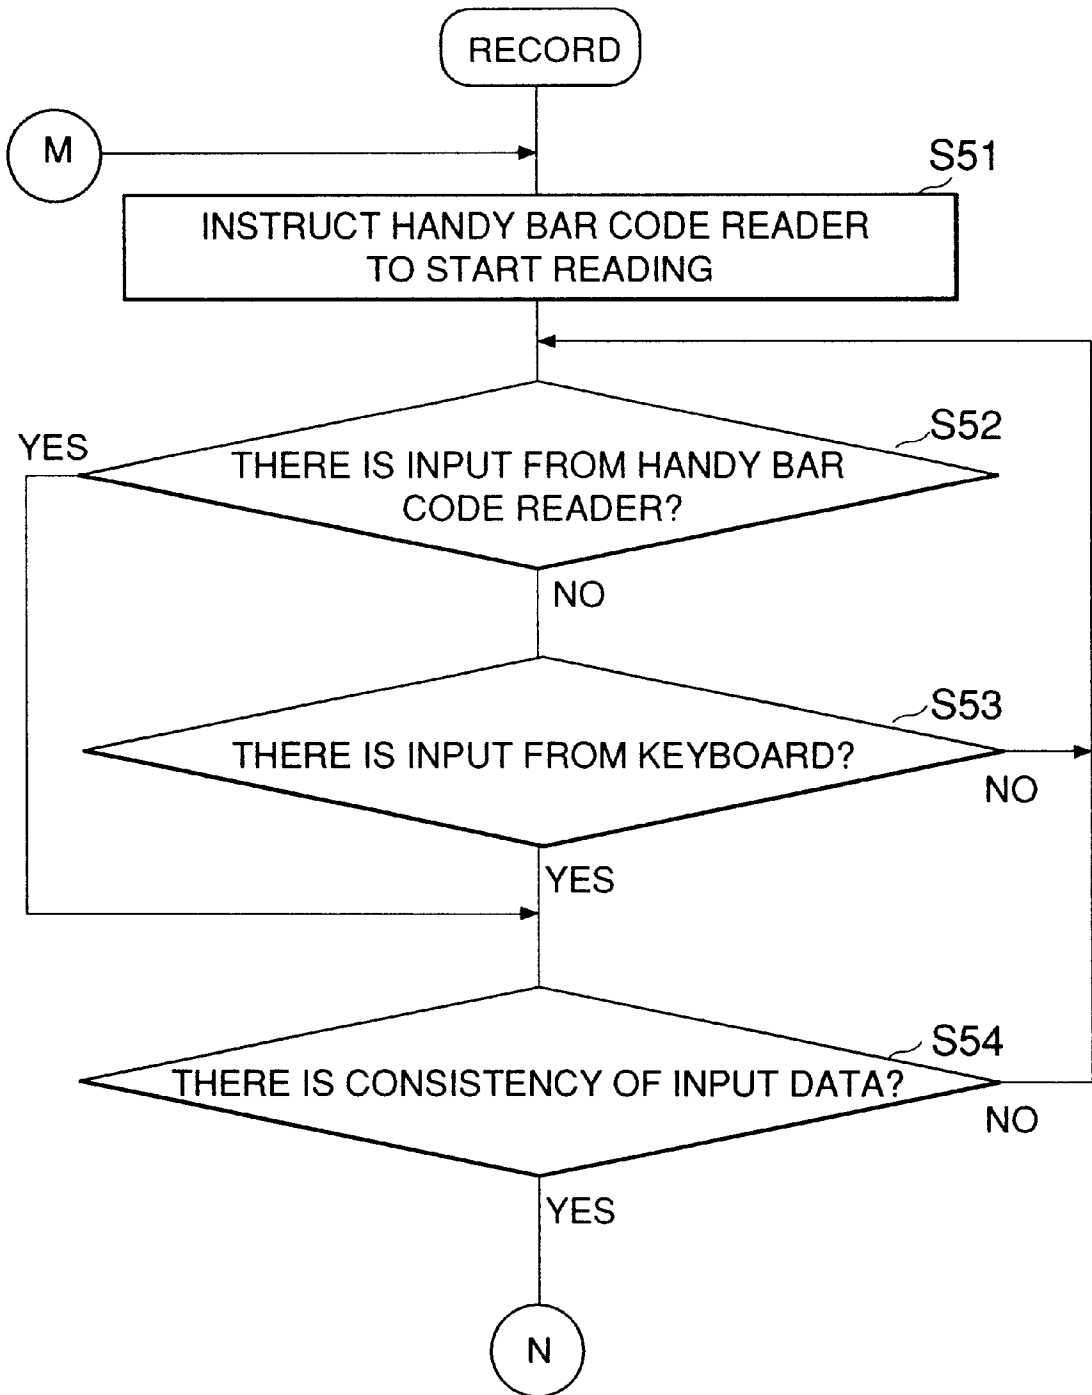 RECORD
M
S51
INSTRUCT HANDY BAR CODE READER
TO START READING
S52
YES
THERE IS INPUT FROM HANDY BAR
CODE READER?
NO
S53
THERE IS INPUT FROM KEYBOARD?
NO
YES
S54
THERE IS CONSISTENCY OF INPUT DATA?
NO
YES
N